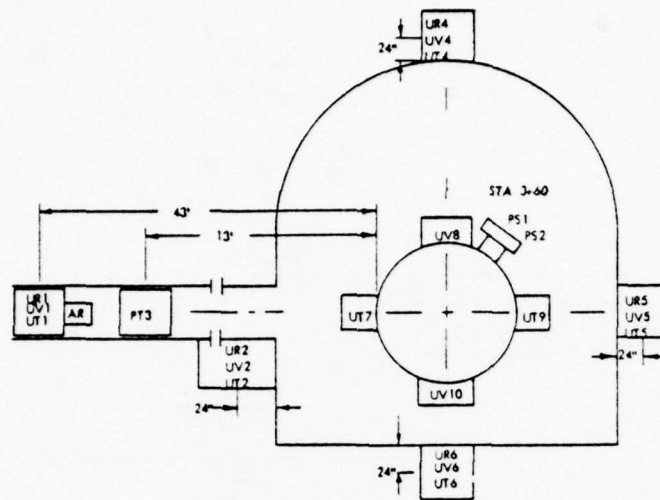 UR4
24" UV4
UT4
STA 3+60
43'
PS1
13'
PS2
UV8
UR1
UV1
UT1
AR
PT3
UT7
UT9
UR5
UV5
UT5
UR2
UV2
UT2
24"
24"
UV10
UR6
24" UV6
UT6